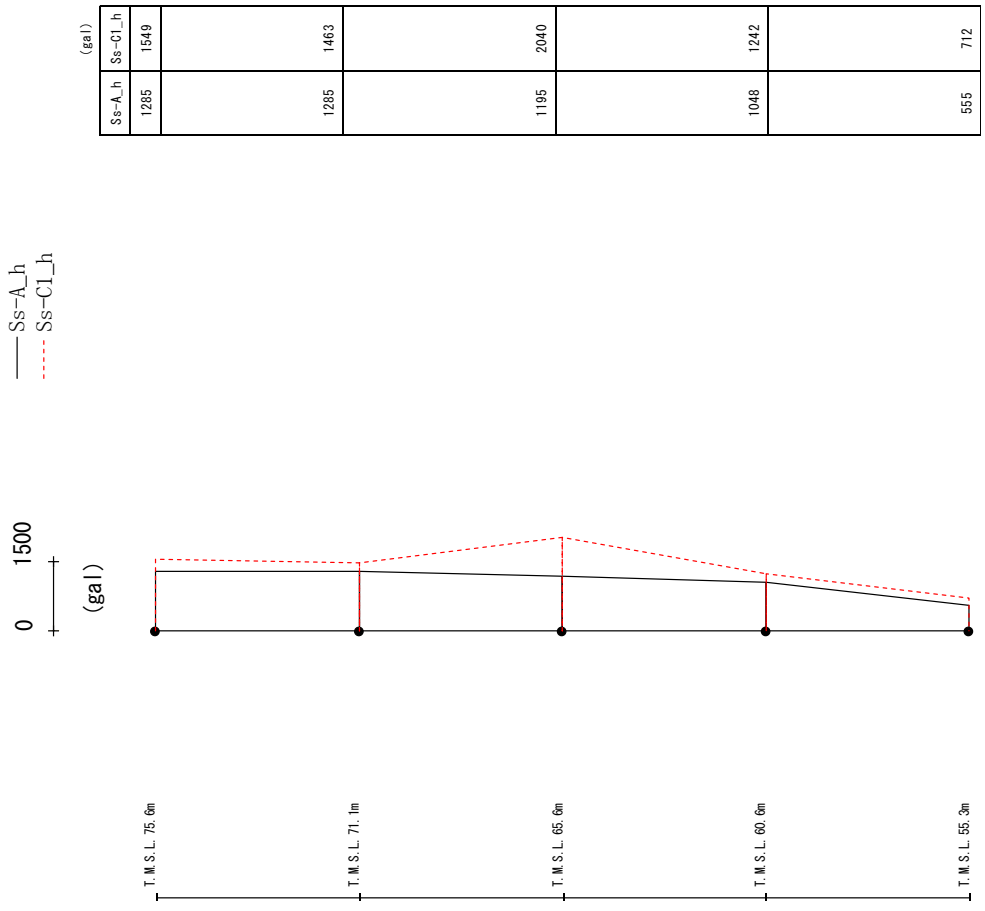 Ss-A_h
Ss-C1_h
0 1500
(gal)
(gal)
Ss-A_h Ss-C1_h
1285 1549
1285 1463
1195 2040
1048 1242
555 712
T.M.S.L. 75.6m
T.M.S.L. 71.1m
T.M.S.L. 65.6m
T.M.S.L. 60.6m
T.M.S.L. 55.3m